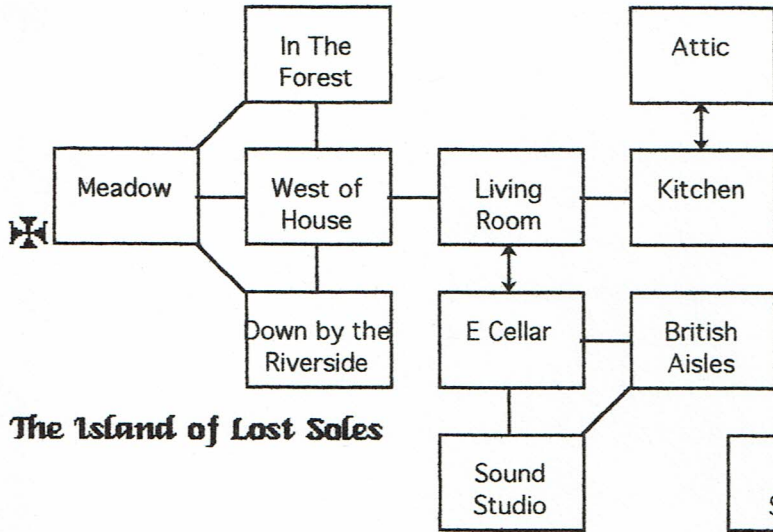 In The
Forest
Attic
Meadow
West of
House
Living
Room
Kitchen
Down by the
Riverside
E Cellar
British
Aisles
The Island of Lost Soles
Sound
Studio
S